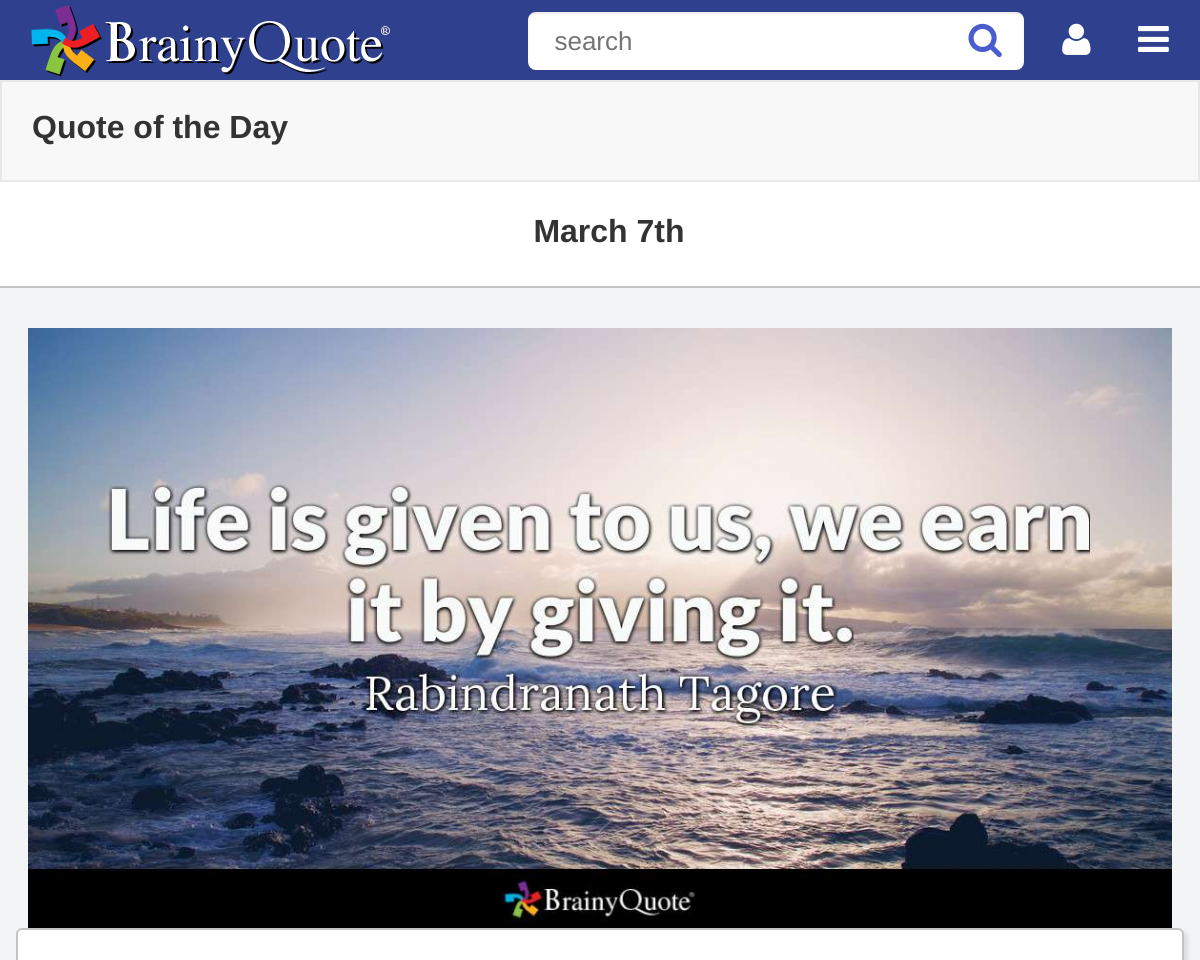 BrainyQuote®
search
Quote of the Day
March 7th
Life is given to us, we earn
it by giving it.
Rabindranath Tagore
BrainyQuote®